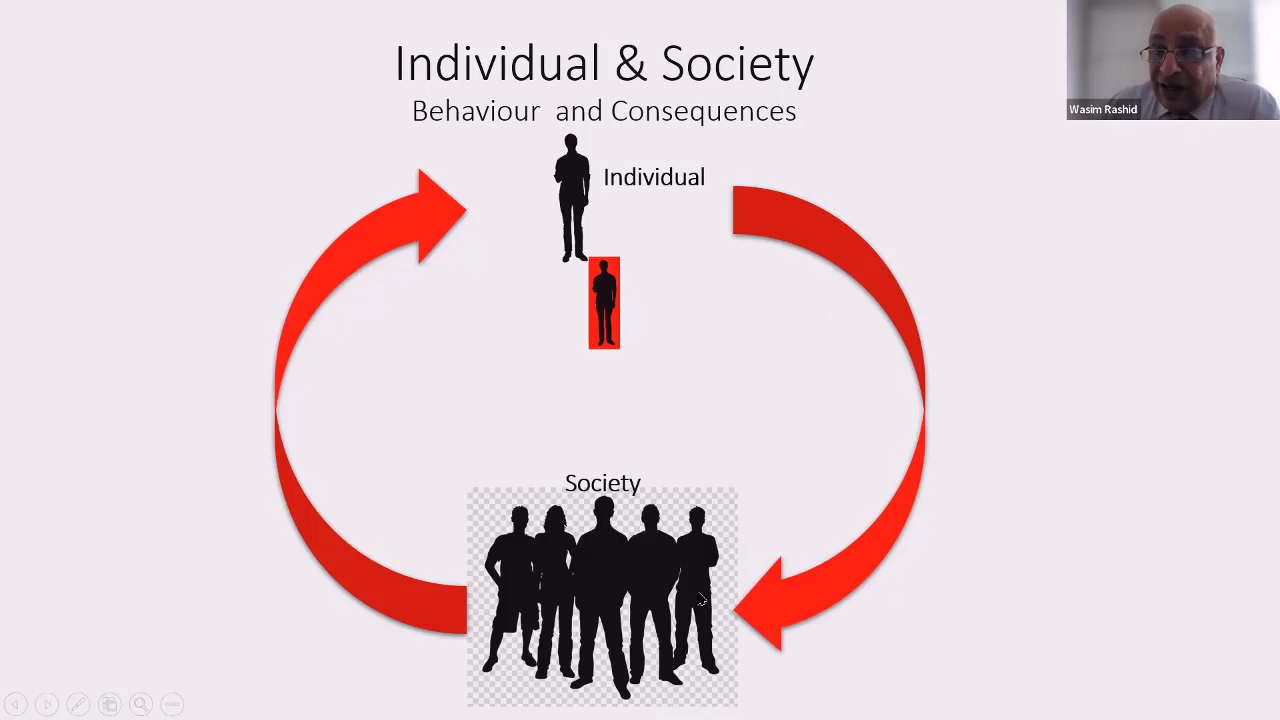 Individual & Society
Behaviour and Consequences
Wasim Rashid
Individual
Society